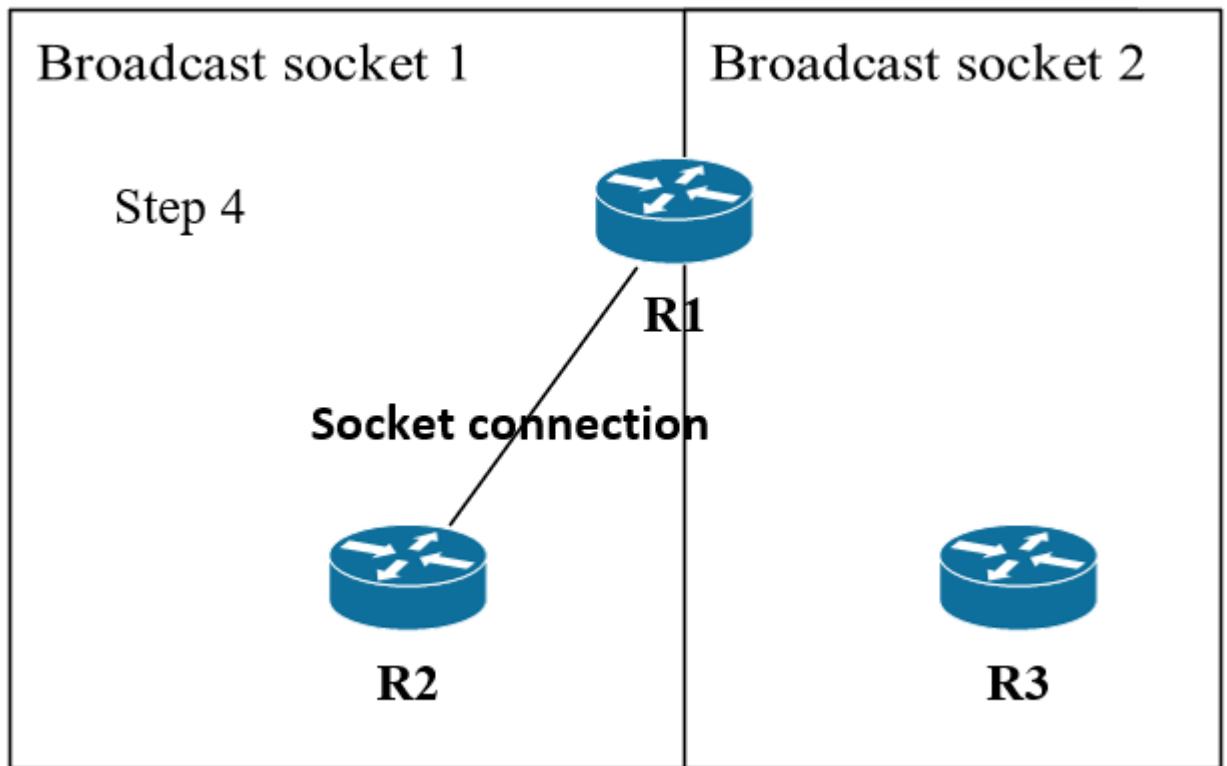 Broadcast socket 1
Broadcast socket 2
Step 4
R1
Socket connection
R2
R3